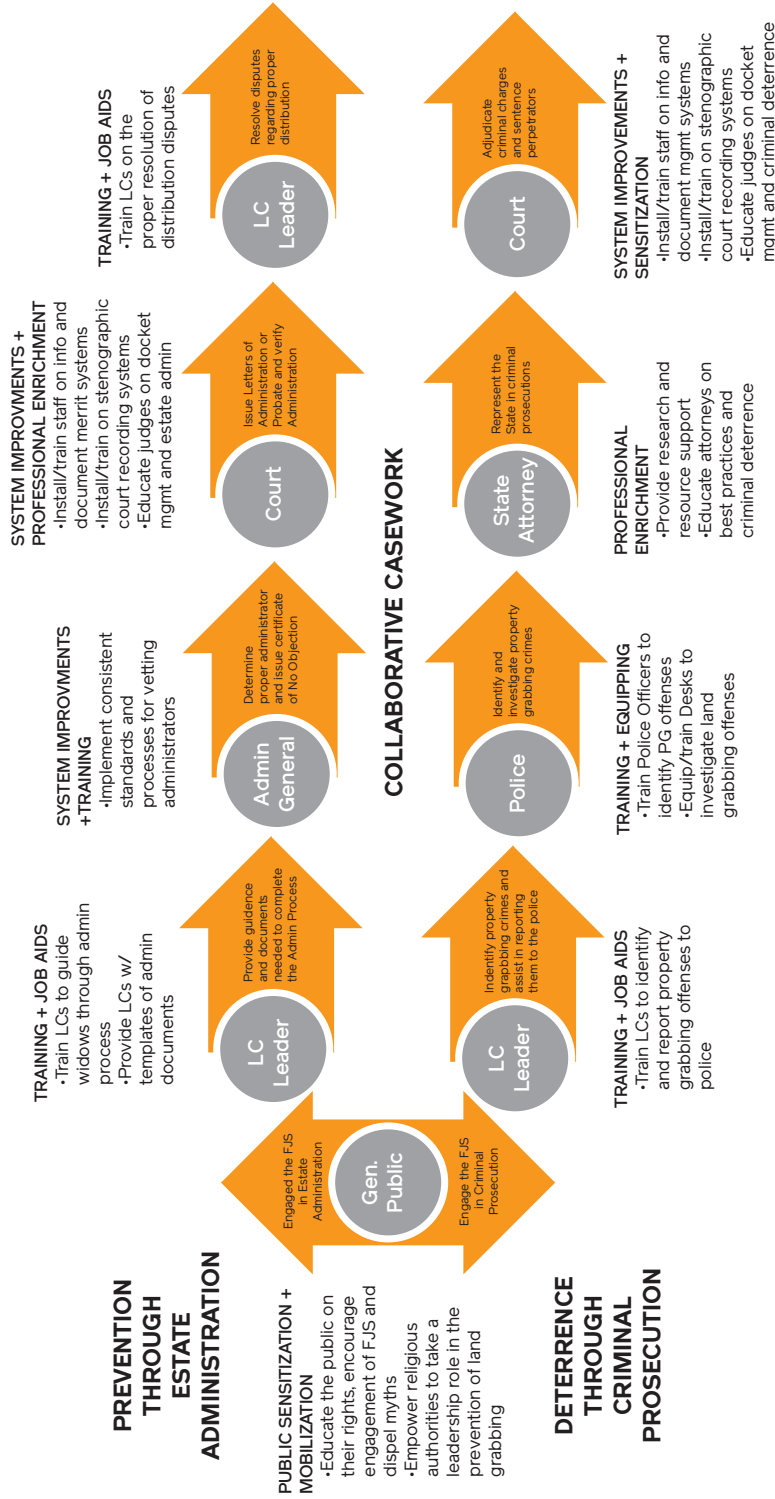 PREVENTION
THROUGH
ESTATE
ADMINISTRATION
TRAINING + JOB AIDS
•Train LCs to guide
widows through admin
process
•Provide LCs w/
templates of admin
documents
SYSTEM IMPROVMENTS
+TRAINING
•Implement consistent
standards and
processes for vetting
administrators
SYSTEM IMPROVMENTS +
PROFESSIONAL ENRICHMENT
•Install/train staff on info and
document merrit systems
•Install/train on stenographic
court recording systems
•Educate judges on docket
mgmt and estate admin
TRAINING + JOB AIDS
•Train LCs on the
proper resolution of
distribution disputes
LC
Leader
Provide guidance
and documents
needed to complete
the Admin Process
Admin
General
Determine
proper administrator
and issue certificate
of No Objection
Court
Issue Letters of
Administration or
Probate and verify
Administration
LC
Leader
Resolve disputes
regarding proper
distribution
PUBLIC SENSITIZATION +
MOBILIZATION
•Educate the public on
their rights, encourage
engagement of FJS and
dispel myths
•Empower religious
authorities to take a
leadership role in the
prevention of land
grabbing
Engaged the FJS
in Estate
Administration
Gen.
Public
Engage the FJS
in Criminal
Prosecution
COLLABORATIVE CASEWORK
DETERRENCE
THROUGH
CRIMINAL
PROSECUTION
LC
Leader
Indentify property
grapbbing crimes and
assist in reporting
them to the police
Police
Identify and
investigate property
grabbing crimes
State
Attorney
Represent the
State in criminal
prosecutions
Court
Adjudicate
criminal charges
and sentence
perpetrators
TRAINING + JOB AIDS
•Train LCs to identify
and report property
grabbing offenses to
police
TRAINING + EQUIPPING
•Train Police Officers to
identify PG offenses
•Equip/train Desks to
investigate land
grabbing offenses
PROFESSIONAL
ENRICHMENT
•Provide research and
resource support
•Educate attorneys on
best practices and
criminal deterrence
SYSTEM IMPROVEMENTS +
SENSITIZATION
•Install/train staff on info and
document mgmt systems
•Install/train on stenographic
court recording systems
•Educate judges on docket
mgmt and criminal deterrence